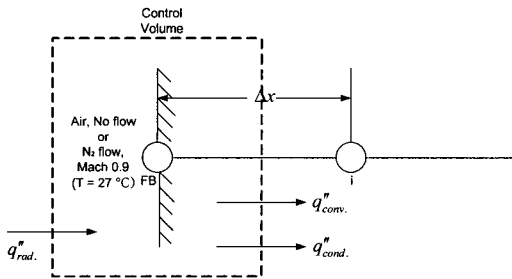 Control
Volume
Δx
Air, No flow
or
N₂ flow,
Mach 0.9
(T = 27 °C)
FB
i
q″conv.
q″rad.
q″cond.